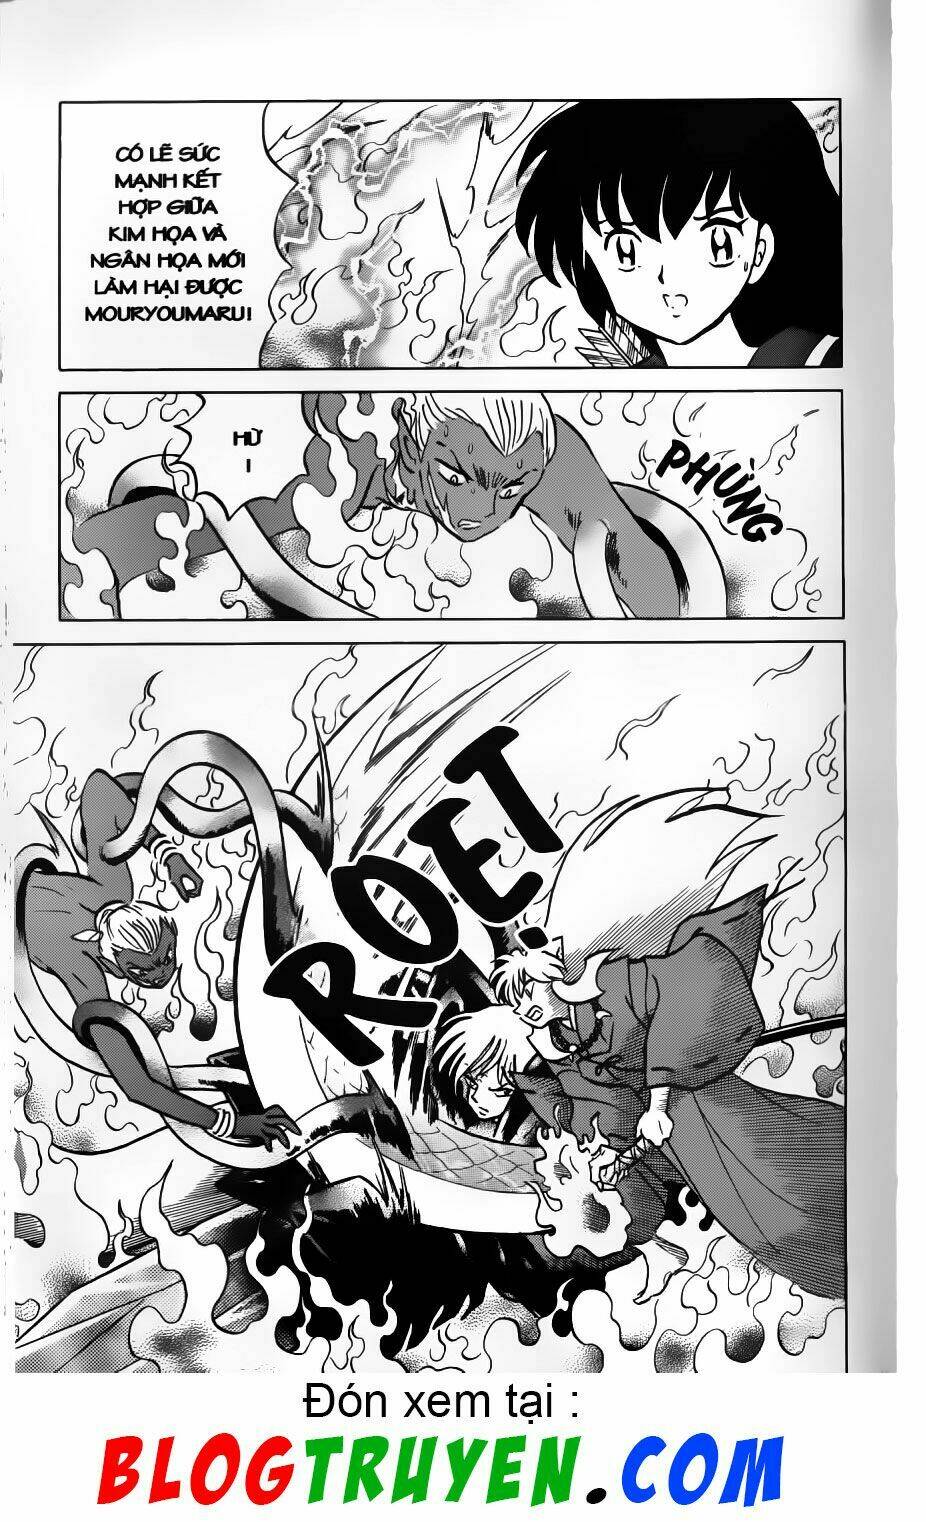 CÓ LẼ SỨC
MẠNH KẾT
HỢP GIỮA
KIM HỌA VÀ
NGÂN HỌA MỚI
LÀM HẠI ĐƯỢC
MOURYOUMARU!
HỪ
!
PHÙNG
ROẸT
Đón xem tại :
BLOGTRUYEN.COM